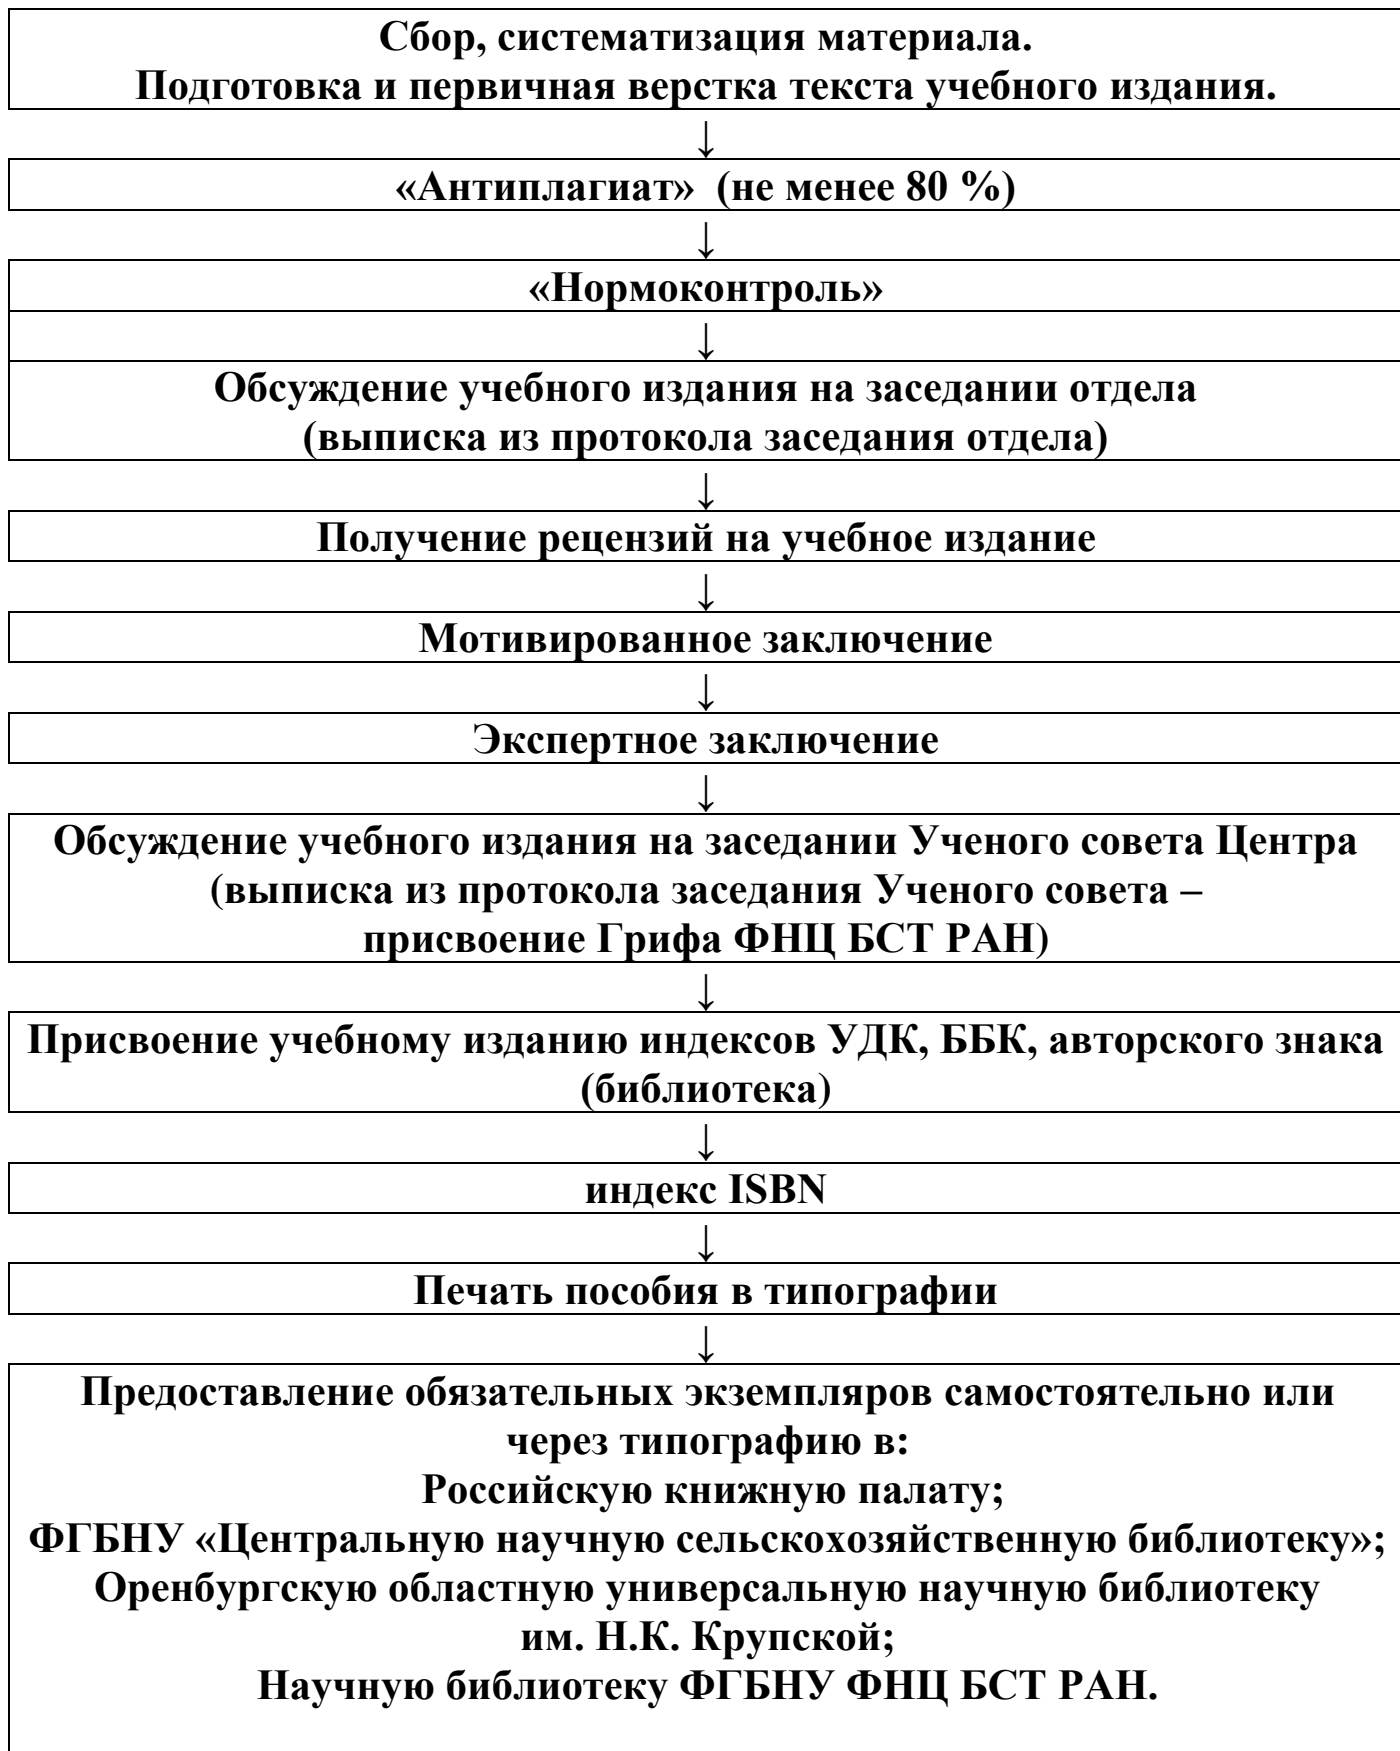 Сбор, систематизация материала.
Подготовка и первичная верстка текста учебного издания.
↓
«Антиплагиат» (не менее 80 %)
↓
«Нормоконтроль»
↓
Обсуждение учебного издания на заседании отдела
(выписка из протокола заседания отдела)
↓
Получение рецензий на учебное издание
↓
Мотивированное заключение
↓
Экспертное заключение
↓
Обсуждение учебного издания на заседании Ученого совета Центра
(выписка из протокола заседания Ученого совета –
присвоение Грифа ФНЦ БСТ РАН)
↓
Присвоение учебному изданию индексов УДК, ББК, авторского знака
(библиотека)
↓
индекс ISBN
↓
Печать пособия в типографии
↓
Предоставление обязательных экземпляров самостоятельно или
через типографию в:
Российскую книжную палату;
ФГБНУ «Центральную научную сельскохозяйственную библиотеку»;
Оренбургскую областную универсальную научную библиотеку
им. Н.К. Крупской;
Научную библиотеку ФГБНУ ФНЦ БСТ РАН.